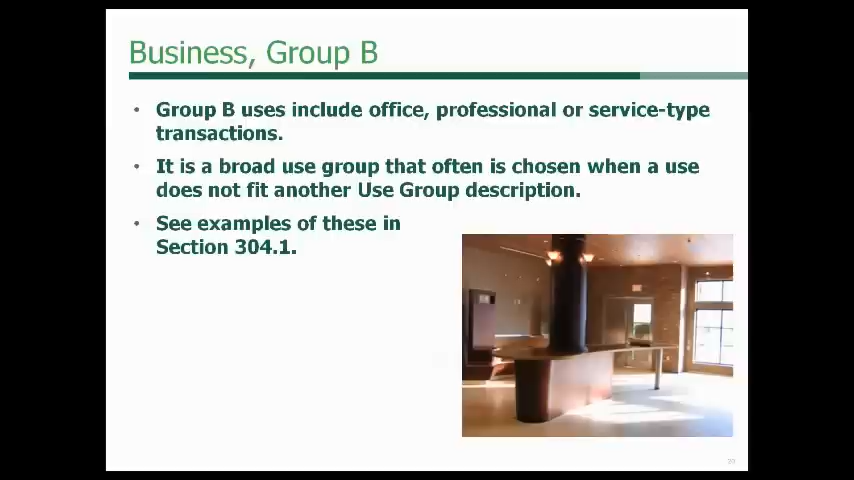 Business, Group B
• Group B uses include office, professional or service-type
transactions.
• It is a broad use group that often is chosen when a use
does not fit another Use Group description.
• See examples of these in
Section 304.1.